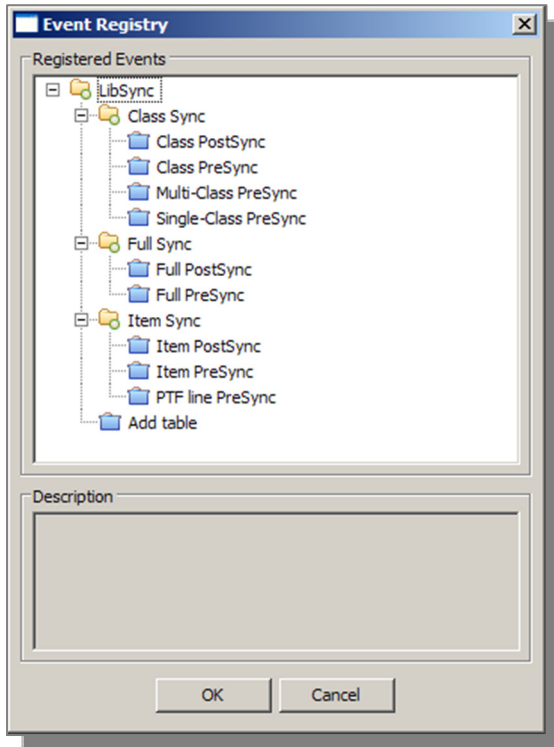 Event Registry
Registered Events
LibSync
Class Sync
Class PostSync
Class PreSync
Multi-Class PreSync
Single-Class PreSync
Full Sync
Full PostSync
Full PreSync
Item Sync
Item PostSync
Item PreSync
PTF line PreSync
Add table
Description
OK Cancel